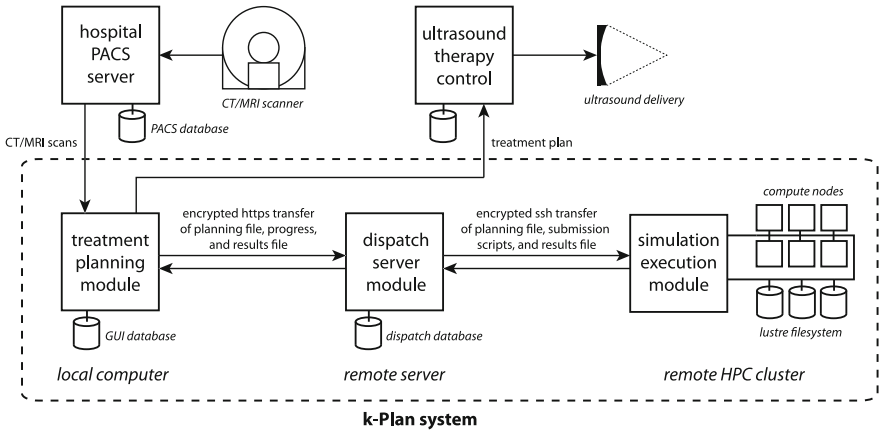 hospital
PACS
server
CT/MRI scanner
PACS database
CT/MRI scans
ultrasound
therapy
control
ultrasound delivery
treatment plan
treatment
planning
module
GUI database
local computer
encrypted https transfer
of planning file, progress,
and results file
dispatch
server
module
dispatch database
remote server
encrypted ssh transfer
of planning file, submission
scripts, and results file
simulation
execution
module
compute nodes
lustre filesystem
remote HPC cluster
k-Plan system